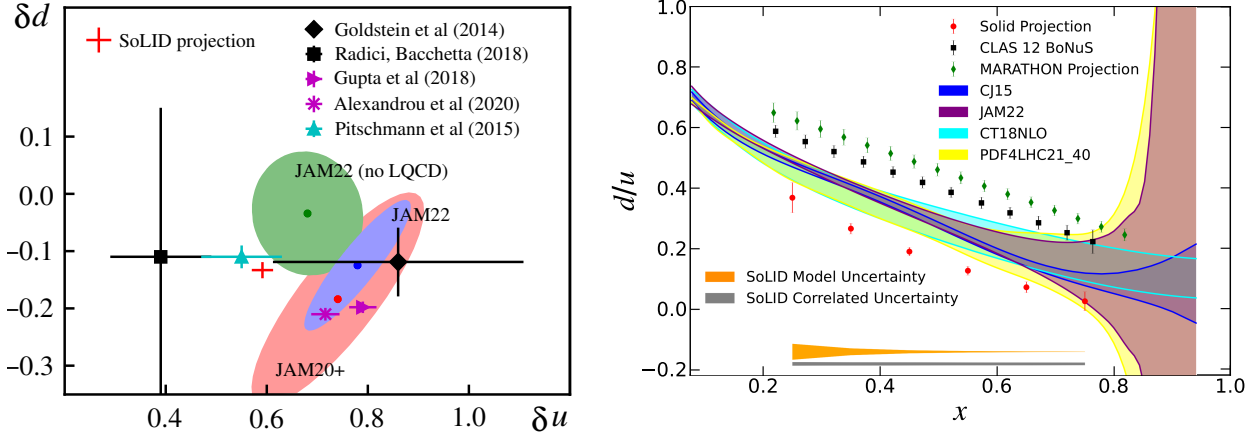 δd
SoLID projection
Goldstein et al (2014)
Radici, Bacchetta (2018)
Gupta et al (2018)
Alexandrou et al (2020)
Pitschmann et al (2015)
0.1
0.0
−0.1
−0.2
−0.3
JAM22 (no LQCD)
JAM22
JAM20+
0.4
0.6
0.8
1.0
δu
1.0
0.8
0.6
0.4
0.2
0.0
−0.2
d/u
Solid Projection
CLAS 12 BoNuS
MARATHON Projection
CJ15
JAM22
CT18NLO
PDF4LHC21_40
SoLID Model Uncertainty
SoLID Correlated Uncertainty
0.2
0.4
0.6
0.8
1.0
x